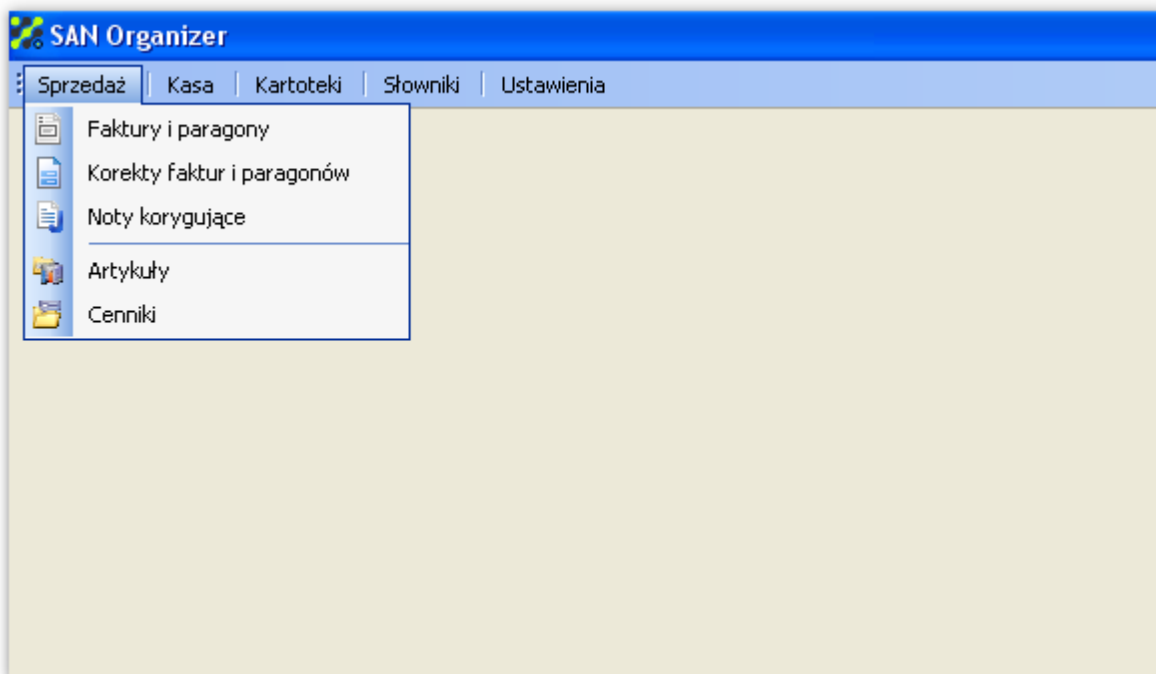 SAN Organizer
Sprzedaż Kasa Kartoteki Słowniki Ustawienia
Faktury i paragony
Korekty faktur i paragonów
Noty korygujące
Artykuły
Cenniki